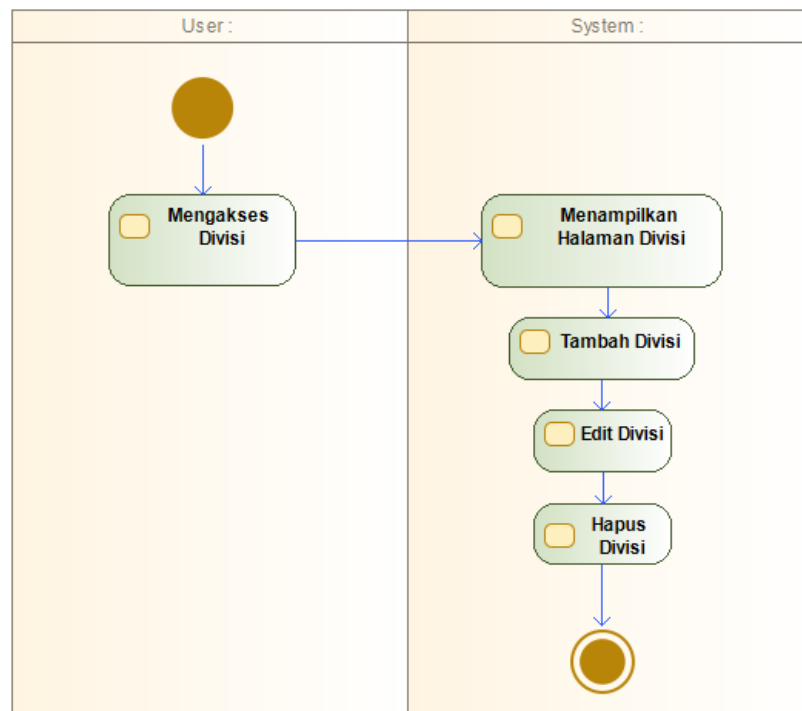 User :
System :
Mengakses
Divisi
Menampilkan
Halaman Divisi
Tambah Divisi
Edit Divisi
Hapus
Divisi